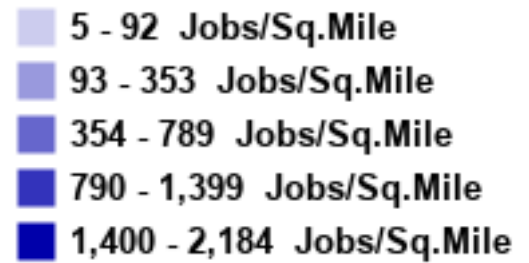 5 - 92 Jobs/Sq.Mile
93 - 353 Jobs/Sq.Mile
354 - 789 Jobs/Sq.Mile
790 - 1,399 Jobs/Sq.Mile
1,400 - 2,184 Jobs/Sq.Mile